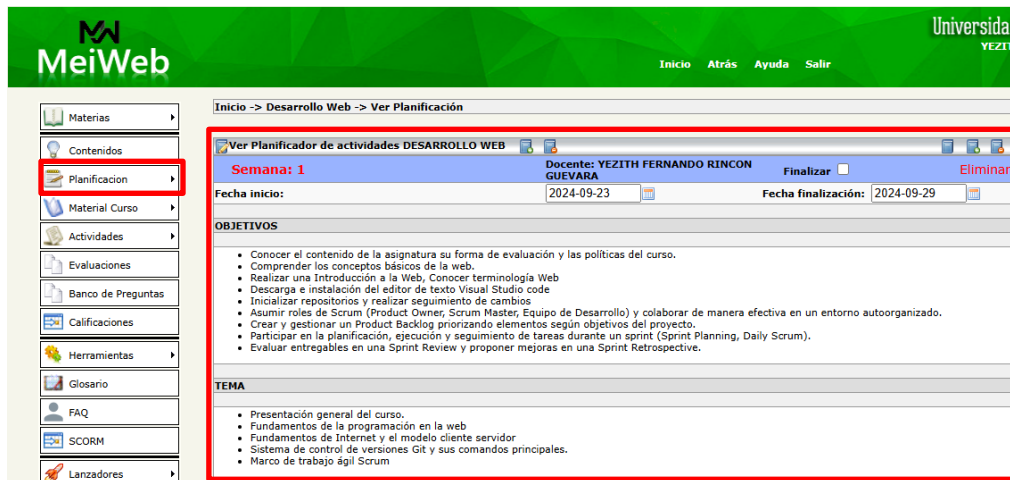 MeiWeb
Universida
YEZIT
Inicio Atrás Ayuda Salir
Materias
Contenidos
Planificacion
Material Curso
Actividades
Evaluaciones
Banco de Preguntas
Calificaciones
Herramientas
Glosario
FAQ
SCORM
Lanzadores
Inicio -> Desarrollo Web -> Ver Planificación
Ver Planificador de actividades DESARROLLO WEB
Semana: 1
Docente: YEZITH FERNANDO RINCON
GUEVARA
Finalizar
Eliminar
Fecha inicio: 2024-09-23 Fecha finalización: 2024-09-29
OBJETIVOS
• Conocer el contenido de la asignatura su forma de evaluación y las políticas del curso.
• Comprender los conceptos básicos de la web.
• Realizar una Introducción a la Web, Conocer terminología Web
• Descarga e instalación del editor de texto Visual Studio code
• Inicializar repositorios y realizar seguimiento de cambios
• Asumir roles de Scrum (Product Owner, Scrum Master, Equipo de Desarrollo) y colaborar de manera efectiva en un entorno autoorganizado.
• Crear y gestionar un Product Backlog priorizando elementos según objetivos del proyecto.
• Participar en la planificación, ejecución y seguimiento de tareas durante un sprint (Sprint Planning, Daily Scrum).
• Evaluar entregables en una Sprint Review y proponer mejoras en una Sprint Retrospective.
TEMA
• Presentación general del curso.
• Fundamentos de la programación en la web
• Fundamentos de Internet y el modelo cliente servidor
• Sistema de control de versiones Git y sus comandos principales.
• Marco de trabajo ágil Scrum